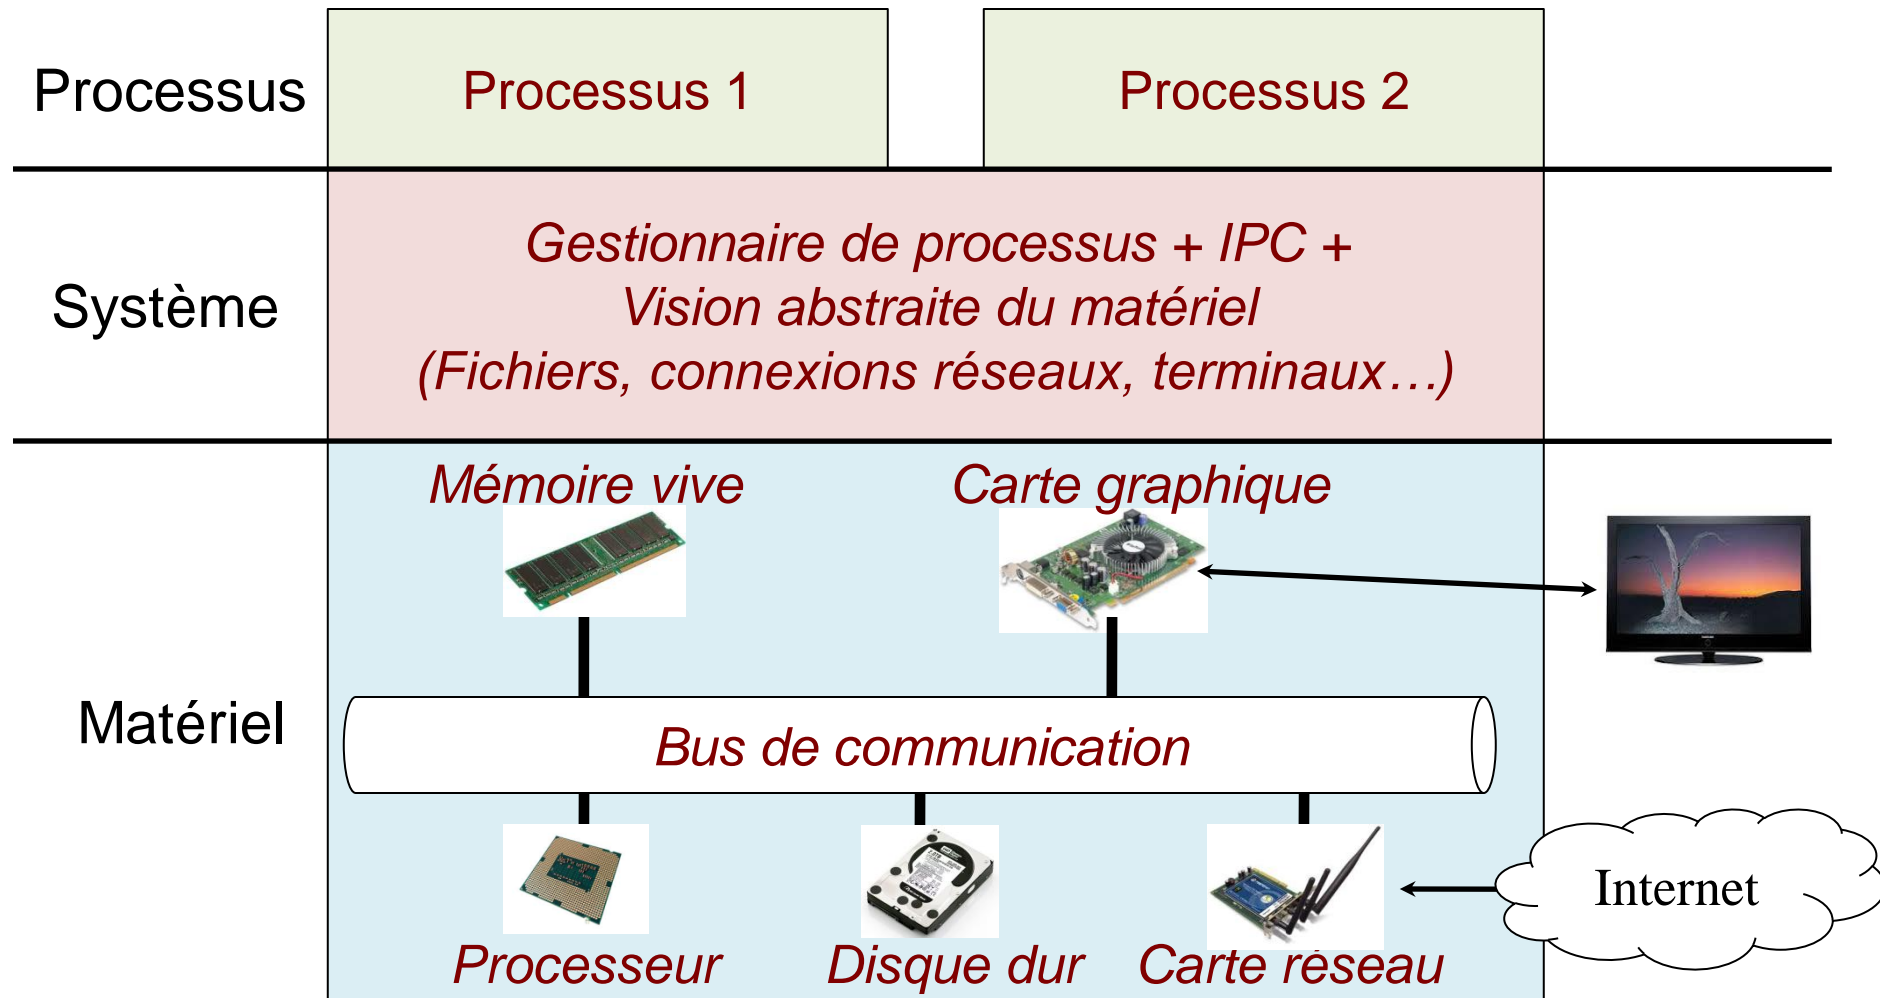 Processus
Processus 1
Processus 2
Système
Gestionnaire de processus + IPC +
Vision abstraite du matériel
(Fichiers, connexions réseaux, terminaux…)
Matériel
Mémoire vive
Carte graphique
Bus de communication
Internet
Processeur
Disque dur
Carte réseau